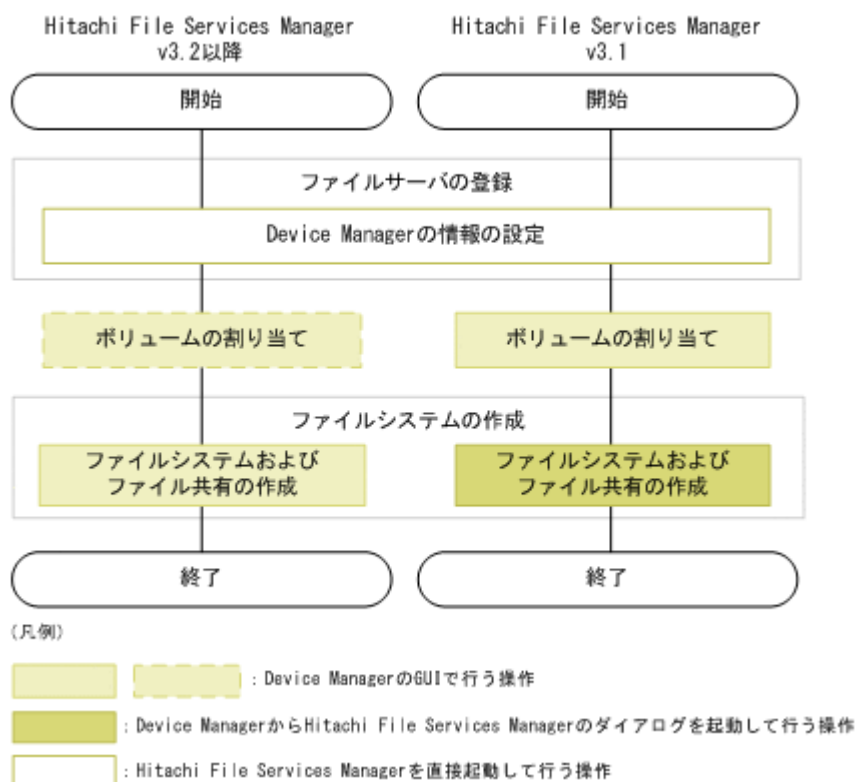 Hitachi File Services Manager
v3.2以降
Hitachi File Services Manager
v3.1
開始
開始
ファイルサーバの登録
Device Managerの情報の設定
ボリュームの割り当て
ボリュームの割り当て
ファイルシステムの作成
ファイルシステムおよび
ファイル共有の作成
ファイルシステムおよび
ファイル共有の作成
終了
終了
(凡例)
: Device ManagerのGUIで行う操作
: Device ManagerからHitachi File Services Managerのダイアログを起動して行う操作
: Hitachi File Services Managerを直接起動して行う操作